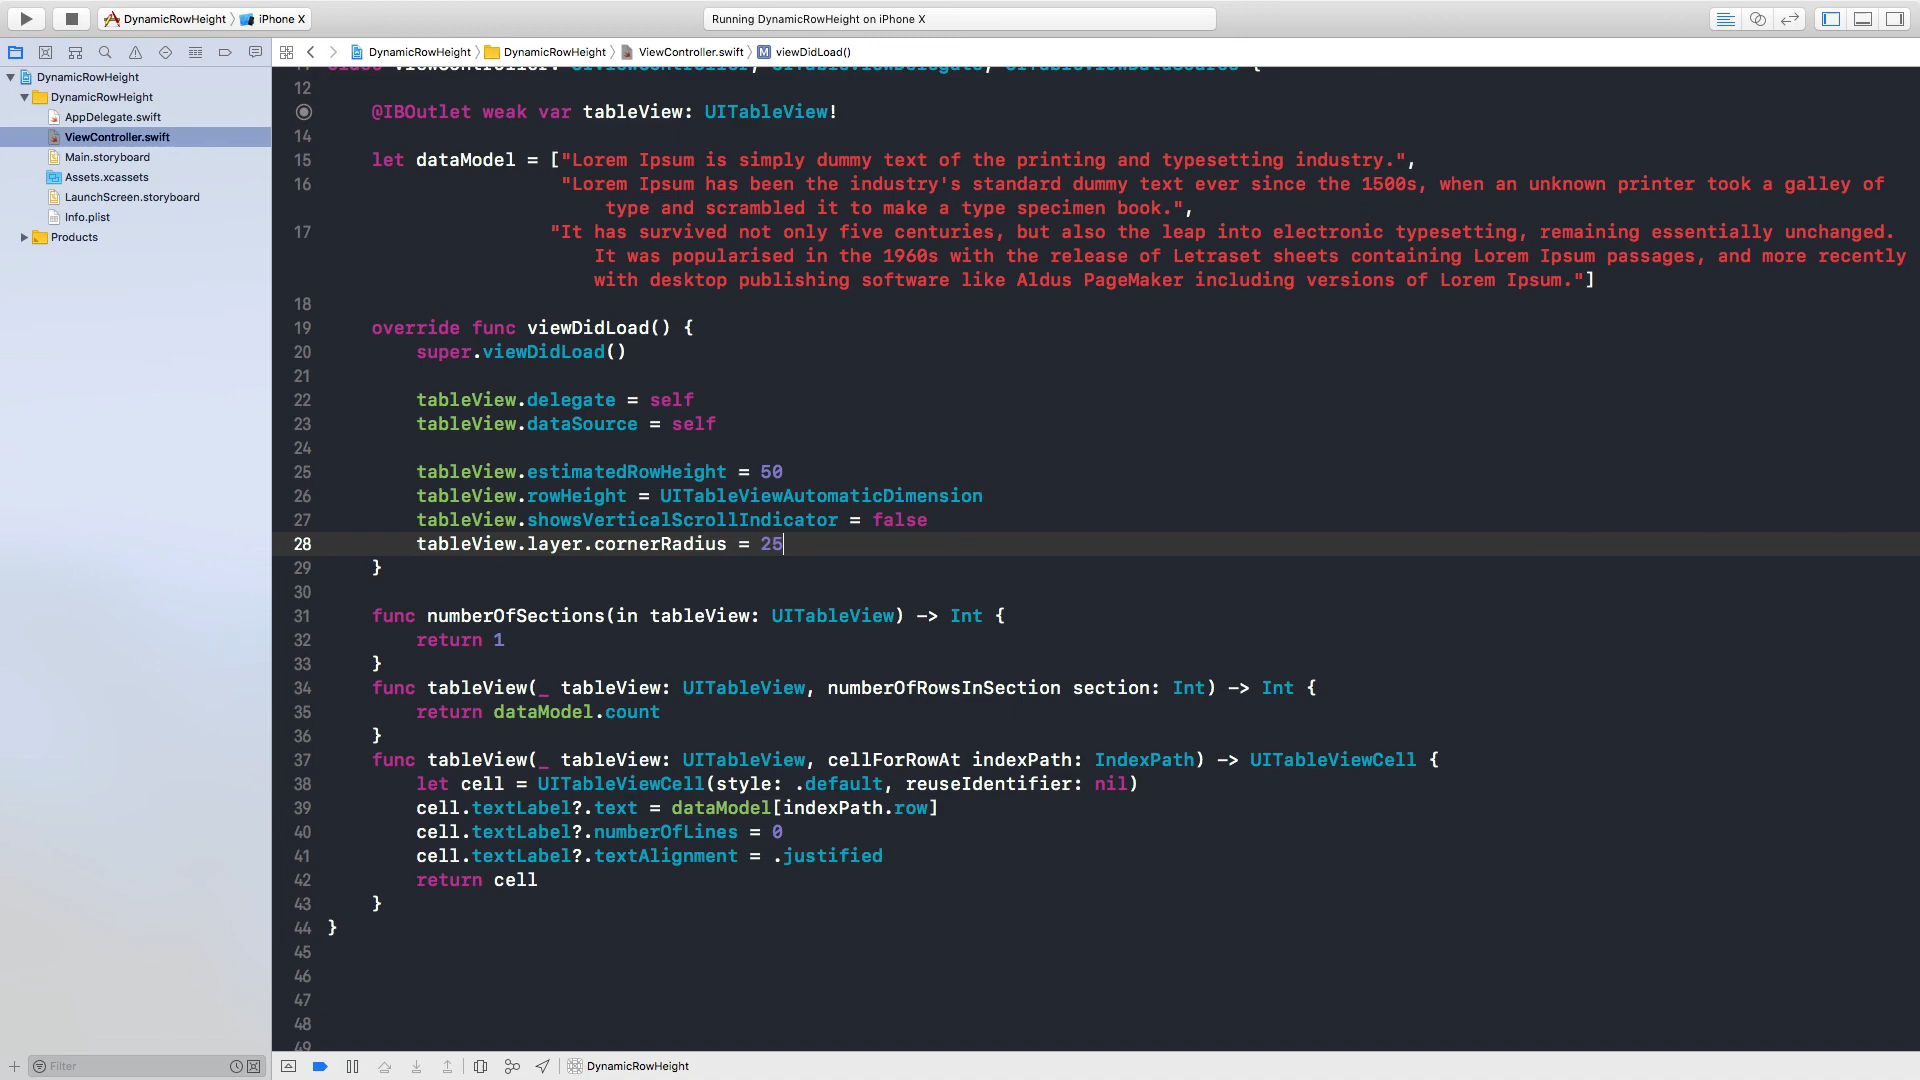 DynamicRowHeight
iPhone X
Running DynamicRowHeight on iPhone X
DynamicRowHeight
DynamicRowHeight
ViewController.swift
viewDidLoad()
DynamicRowHeight
DynamicRowHeight
AppDelegate.swift
ViewController.swift
Main.storyboard
Assets.xcassets
LaunchScreen.storyboard
Info.plist
Products
12
@IBOutlet weak var tableView: UITableView!
14
15 let dataModel = ["Lorem Ipsum is simply dummy text of the printing and typesetting industry.",
16 "Lorem Ipsum has been the industry's standard dummy text ever since the 1500s, when an unknown printer took a galley of
type and scrambled it to make a type specimen book.",
17 "It has survived not only five centuries, but also the leap into electronic typesetting, remaining essentially unchanged.
It was popularised in the 1960s with the release of Letraset sheets containing Lorem Ipsum passages, and more recently
with desktop publishing software like Aldus PageMaker including versions of Lorem Ipsum."]
18
19 override func viewDidLoad() {
20 super.viewDidLoad()
21
22 tableView.delegate = self
23 tableView.dataSource = self
24
25 tableView.estimatedRowHeight = 50
26 tableView.rowHeight = UITableViewAutomaticDimension
27 tableView.showsVerticalScrollIndicator = false
28 tableView.layer.cornerRadius = 25
29 }
30
31 func numberOfSections(in tableView: UITableView) -> Int {
32 return 1
33 }
34 func tableView(_ tableView: UITableView, numberOfRowsInSection section: Int) -> Int {
35 return dataModel.count
36 }
37 func tableView(_ tableView: UITableView, cellForRowAt indexPath: IndexPath) -> UITableViewCell {
38 let cell = UITableViewCell(style: .default, reuseIdentifier: nil)
39 cell.textLabel?.text = dataModel[indexPath.row]
40 cell.textLabel?.numberOfLines = 0
41 cell.textLabel?.textAlignment = .justified
42 return cell
43 }
44 }
45
46
47
48
49
Filter
DynamicRowHeight